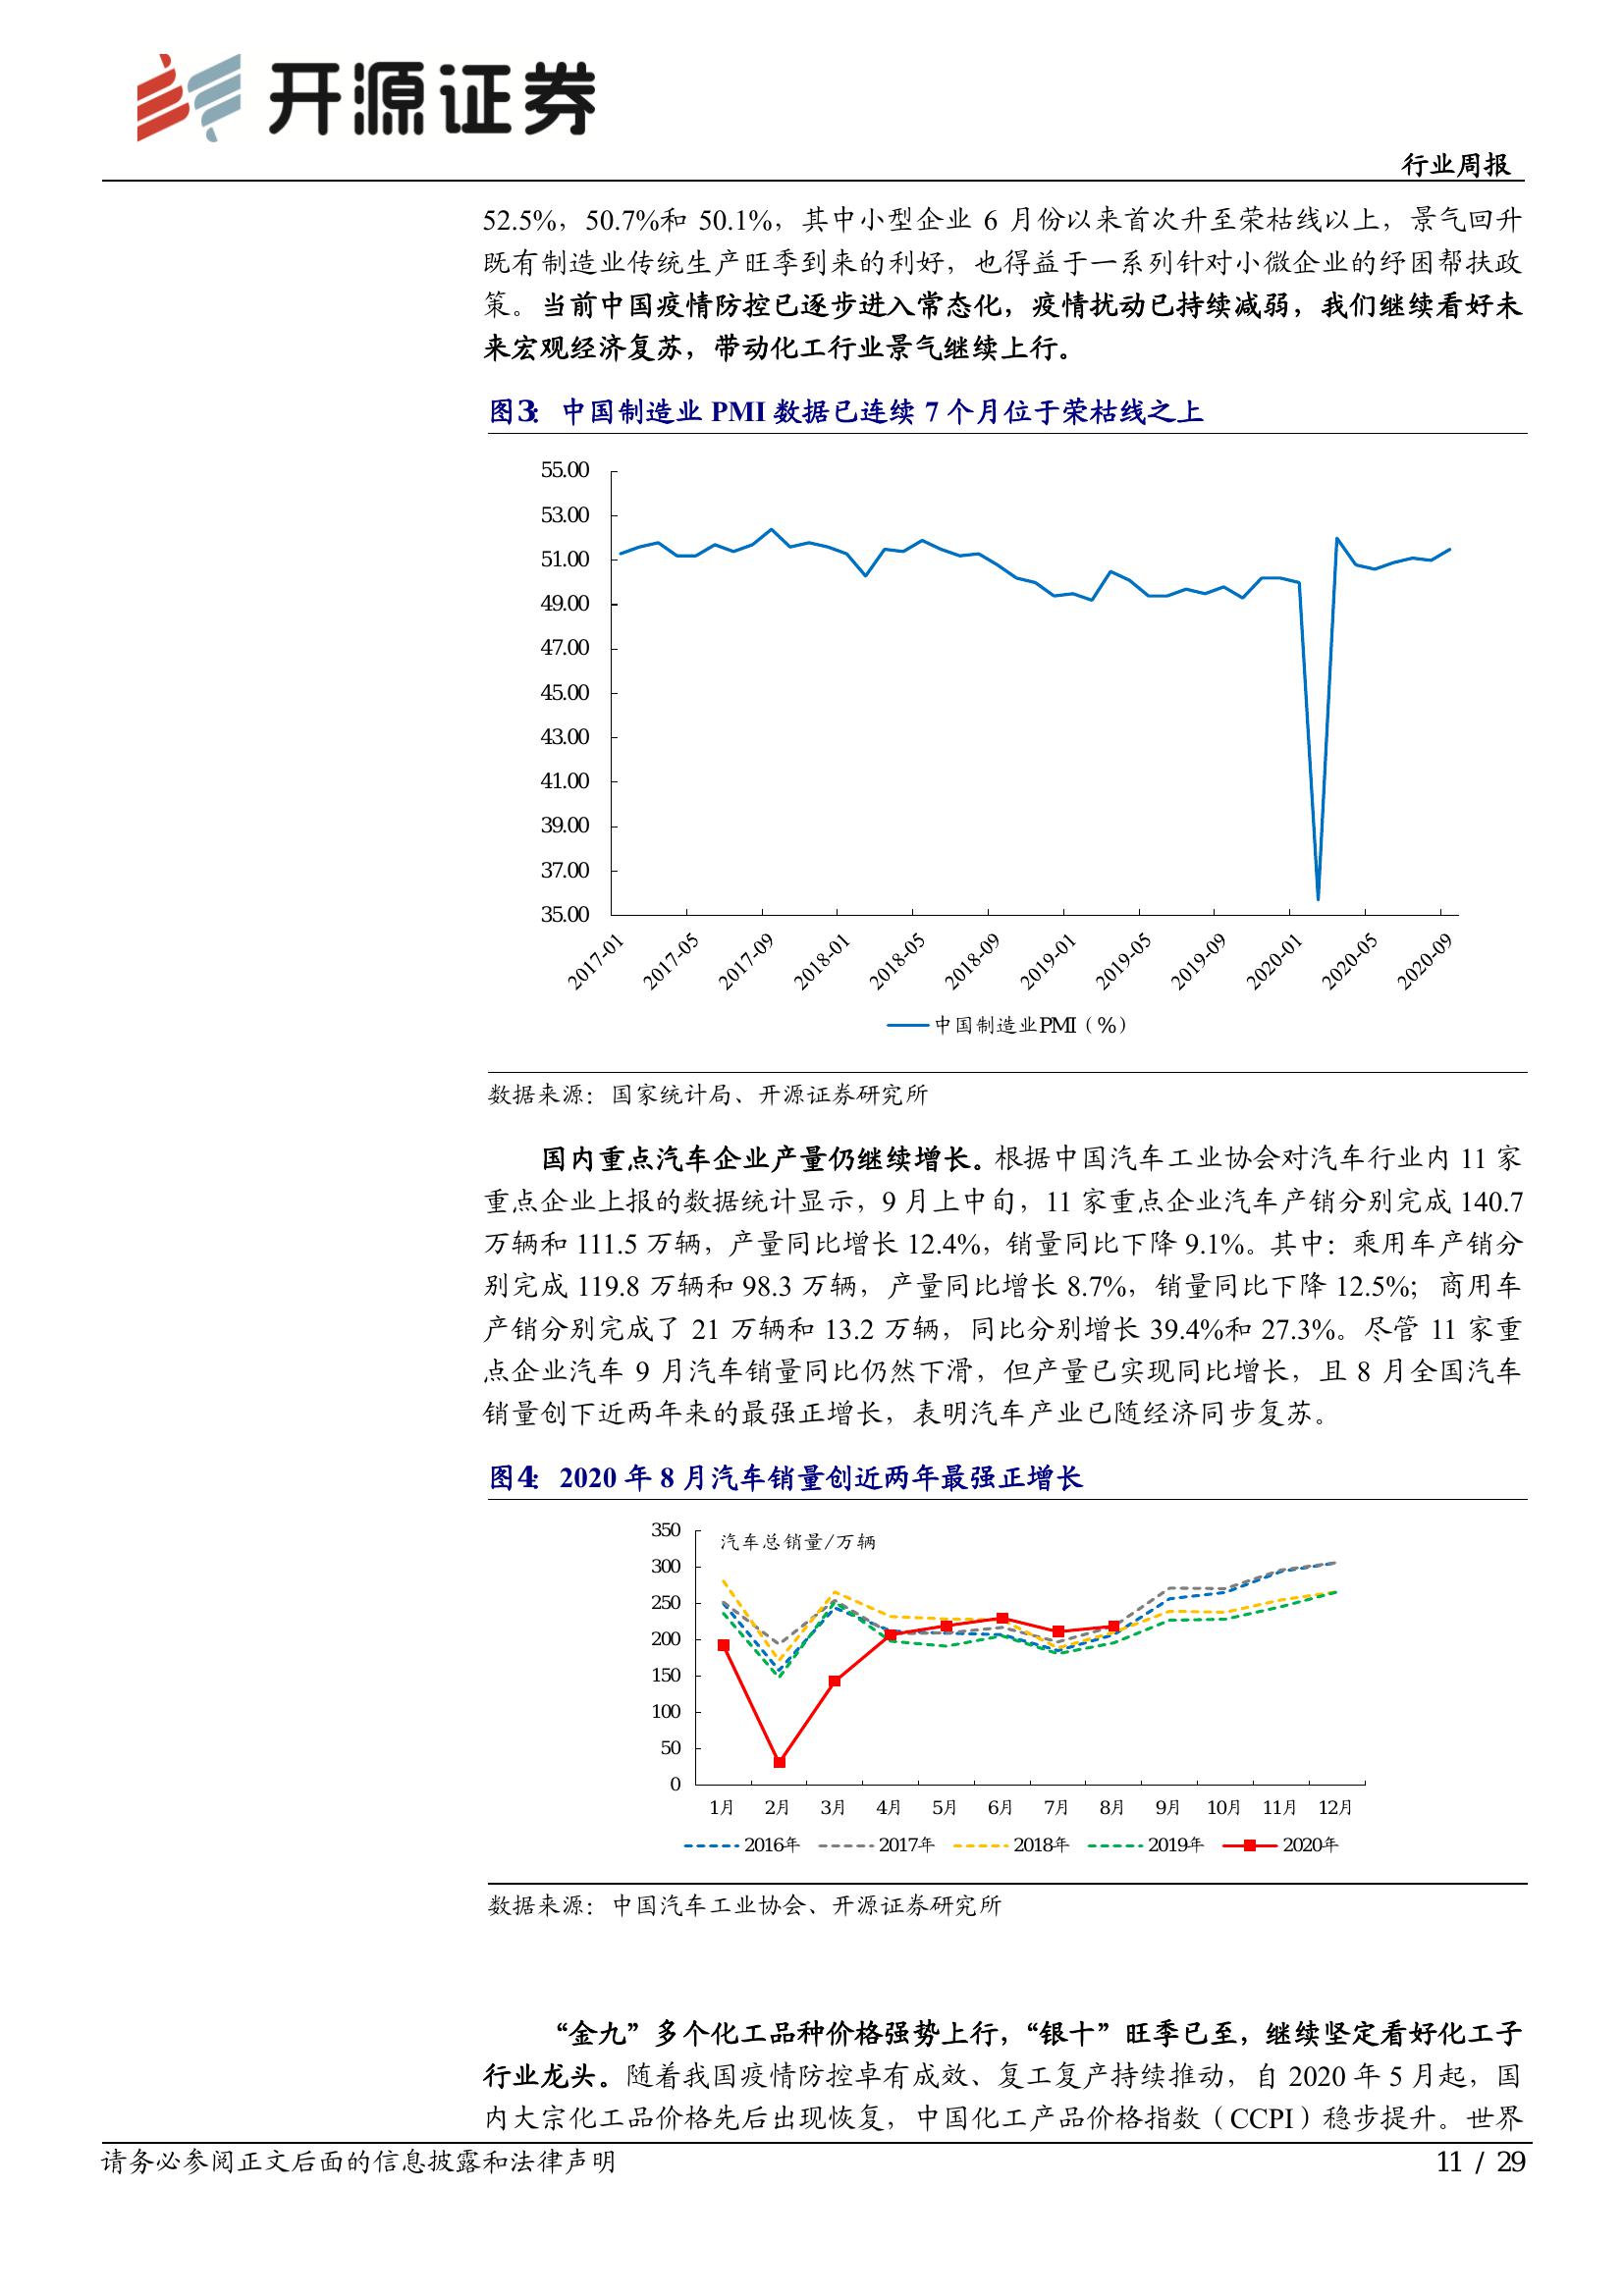 开源证券
行业周报
52.5%，50.7%和 50.1%，其中小型企业 6 月份以来首次升至荣枯线以上，景气回升
既有制造业传统生产旺季到来的利好，也得益于一系列针对小微企业的纾困帮扶政
策。当前中国疫情防控已逐步进入常态化，疫情扰动已持续减弱，我们继续看好未
来宏观经济复苏，带动化工行业景气继续上行。
图3： 中国制造业 PMI 数据已连续 7 个月位于荣枯线之上
55.00
53.00
51.00
49.00
47.00
45.00
43.00
41.00
39.00
37.00
35.00
2017-01 2017-05 2017-09 2018-01 2018-05 2018-09 2019-01 2019-05 2019-09 2020-01 2020-05 2020-09
中国制造业PMI（%）
数据来源：国家统计局、开源证券研究所
国内重点汽车企业产量仍继续增长。根据中国汽车工业协会对汽车行业内 11 家
重点企业上报的数据统计显示，9 月上中旬，11 家重点企业汽车产销分别完成 140.7
万辆和 111.5 万辆，产量同比增长 12.4%，销量同比下降 9.1%。其中：乘用车产销分
别完成 119.8 万辆和 98.3 万辆，产量同比增长 8.7%，销量同比下降 12.5%；商用车
产销分别完成了 21 万辆和 13.2 万辆，同比分别增长 39.4%和 27.3%。尽管 11 家重
点企业汽车 9 月汽车销量同比仍然下滑，但产量已实现同比增长，且 8 月全国汽车
销量创下近两年来的最强正增长，表明汽车产业已随经济同步复苏。
图4： 2020 年 8 月汽车销量创近两年最强正增长
汽车总销量/万辆
350
300
250
200
150
100
50
0
1月 2月 3月 4月 5月 6月 7月 8月 9月 10月 11月 12月
2016年 2017年 2018年 2019年 2020年
数据来源：中国汽车工业协会、开源证券研究所
“金九”多个化工品种价格强势上行，“银十”旺季已至，继续坚定看好化工子
行业龙头。随着我国疫情防控卓有成效、复工复产持续推动，自 2020 年 5 月起，国
内大宗化工品价格先后出现恢复，中国化工产品价格指数（CCPI）稳步提升。世界
请务必参阅正文后面的信息披露和法律声明
11 / 29